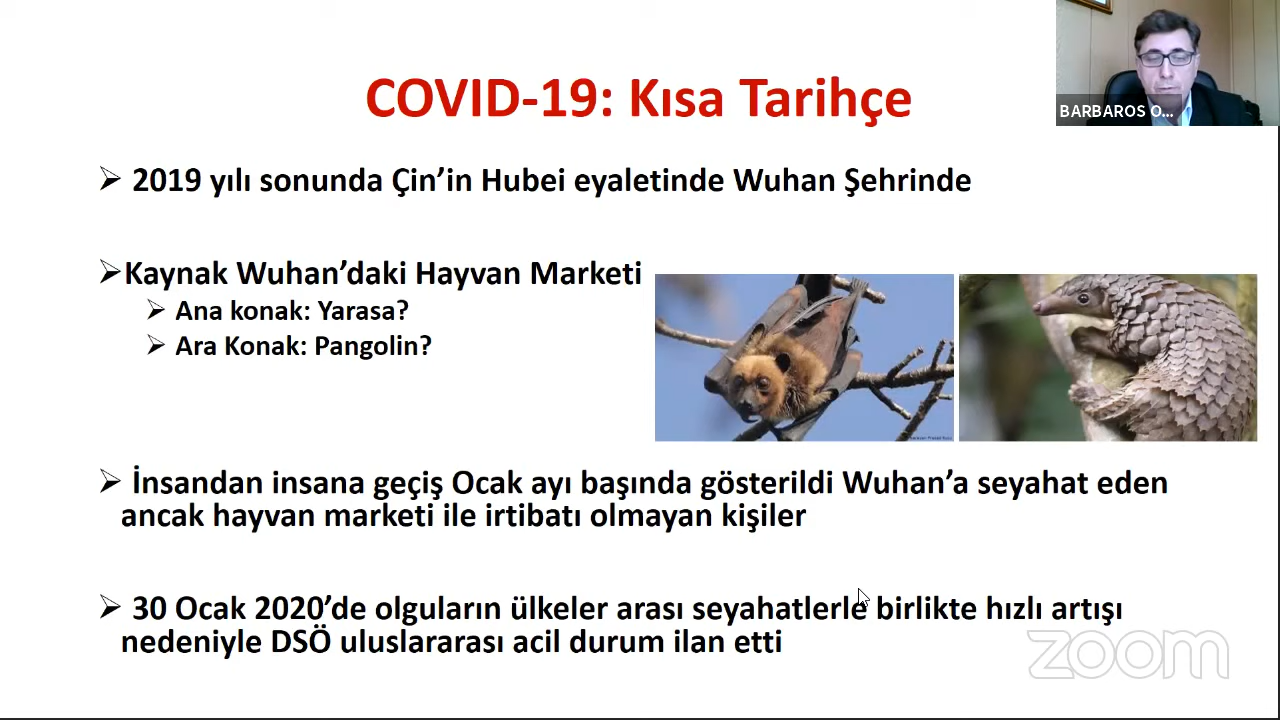 COVID-19: Kısa Tarihçe
BARBAROS O...
➢ 2019 yılı sonunda Çin’in Hubei eyaletinde Wuhan Şehrinde
➢Kaynak Wuhan’daki Hayvan Marketi
➢ Ana konak: Yarasa?
➢ Ara Konak: Pangolin?
➢ İnsandan insana geçiş Ocak ayı başında gösterildi Wuhan’a seyahat eden
ancak hayvan marketi ile irtibatı olmayan kişiler
➢ 30 Ocak 2020’de olguların ülkeler arası seyahatlerle birlikte hızlı artışı
nedeniyle DSÖ uluslararası acil durum ilan etti
zoom